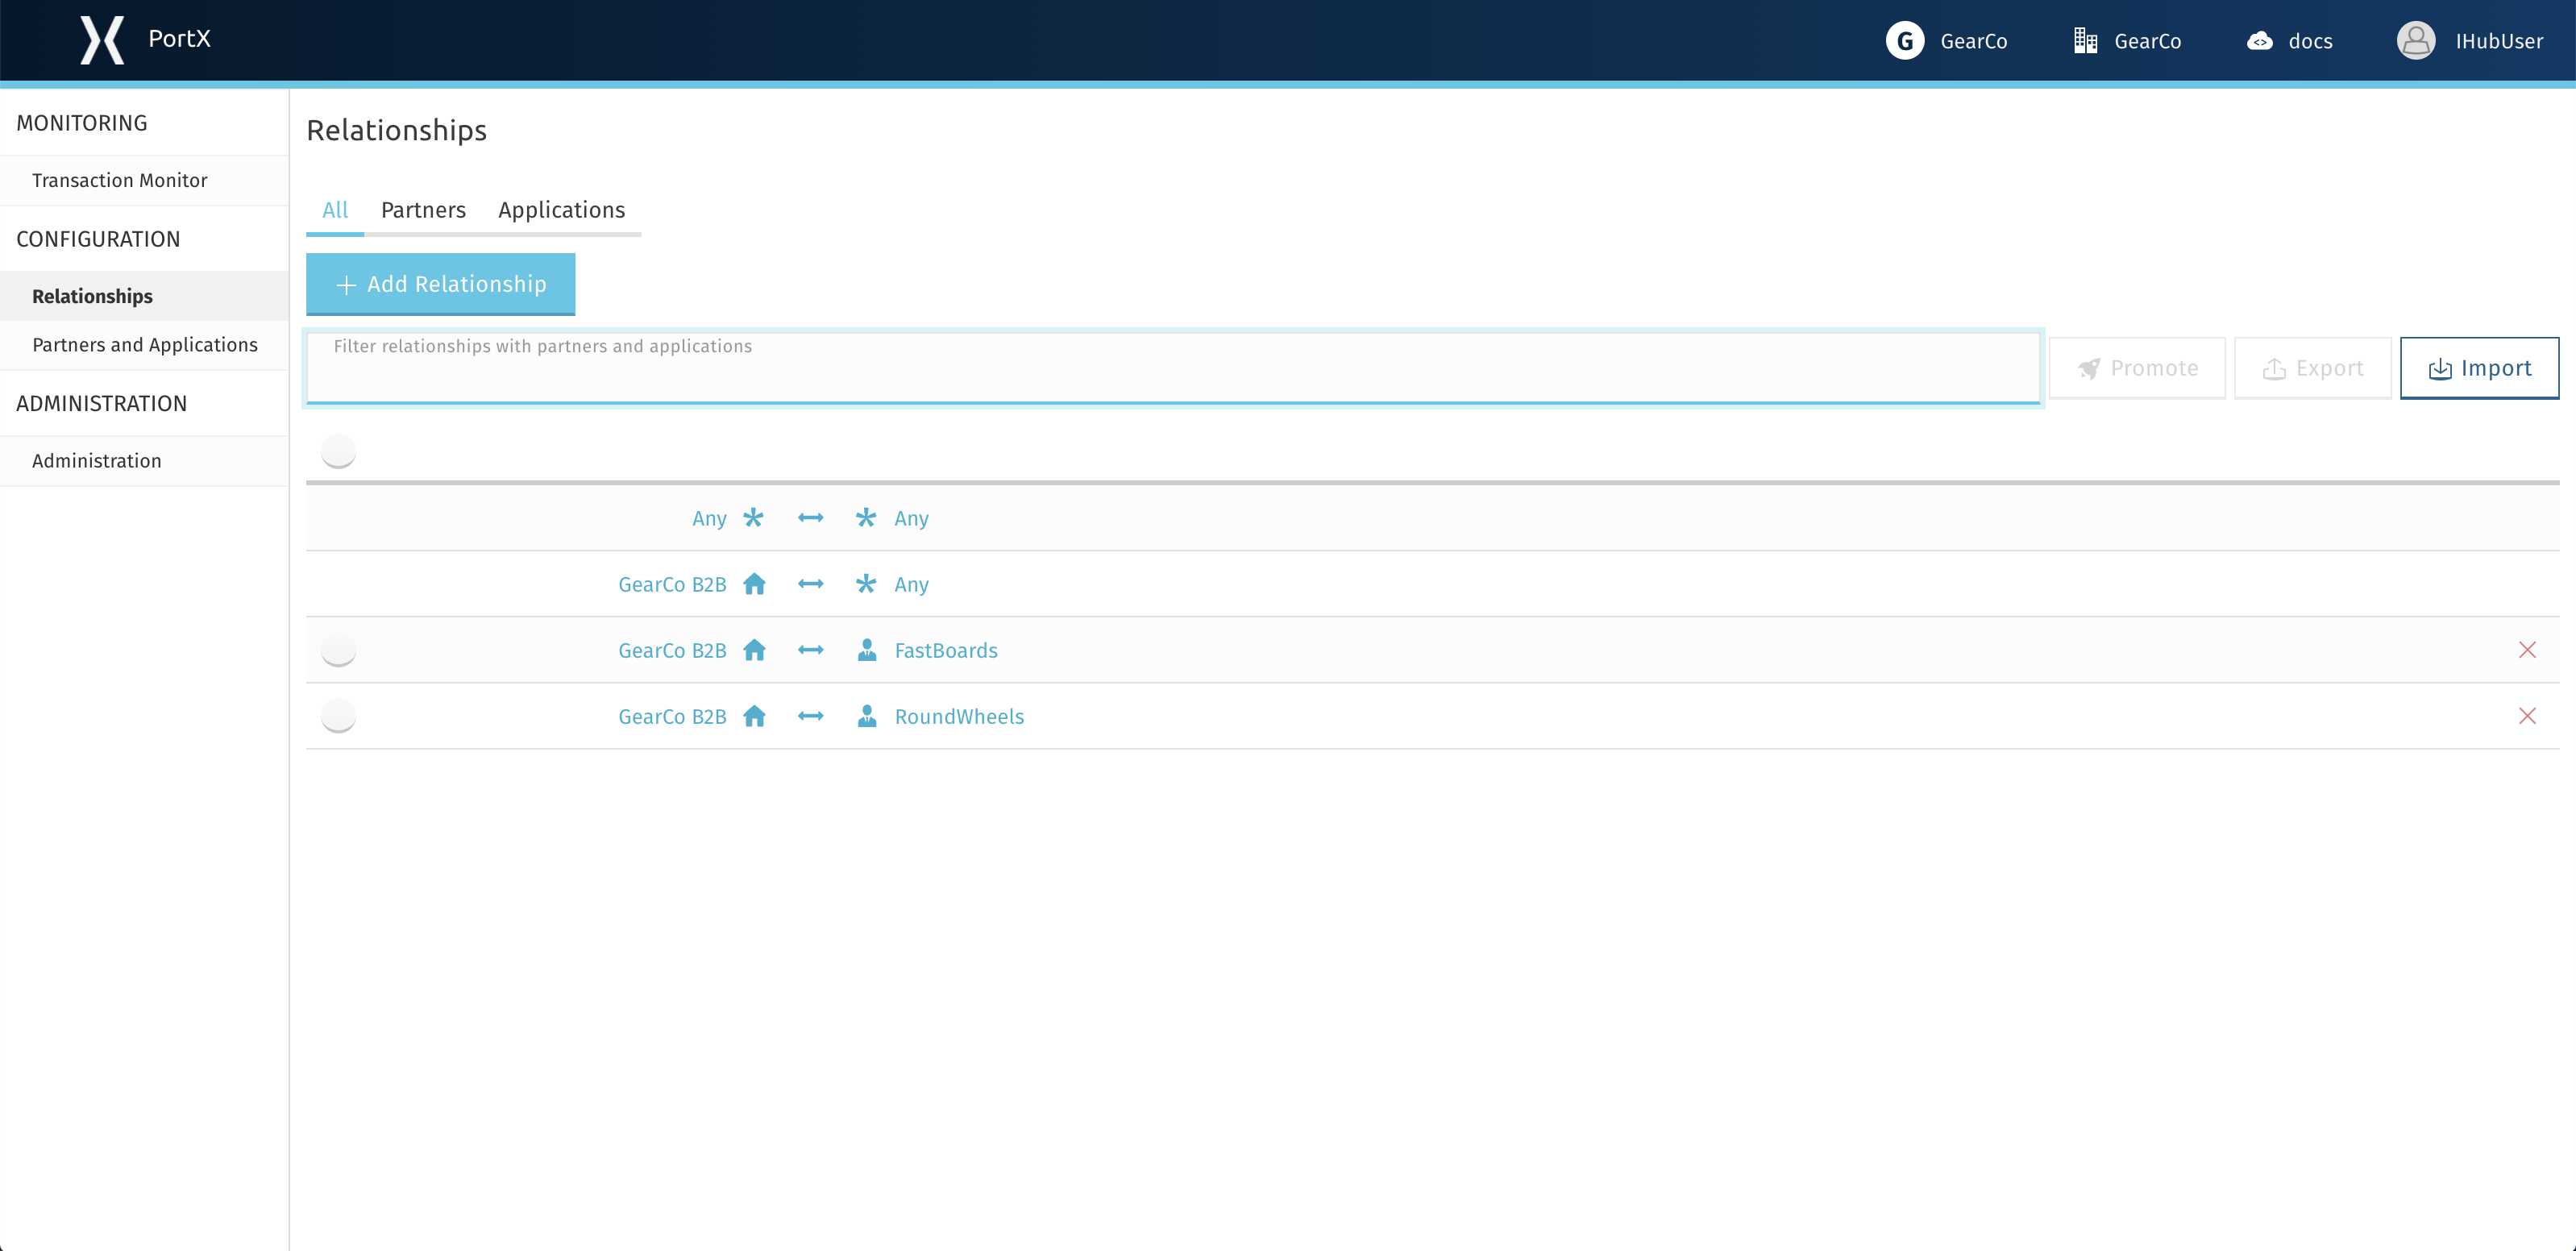 PortX
GearCo
GearCo
docs
IHubUser
MONITORING
Transaction Monitor
CONFIGURATION
Relationships
Partners and Applications
ADMINISTRATION
Administration
Relationships
All Partners Applications
+ Add Relationship
Filter relationships with partners and applications
Promote
Export
Import
Any * ↔ * Any
GearCo B2B ↔ * Any
GearCo B2B ↔ FastBoards
GearCo B2B ↔ RoundWheels